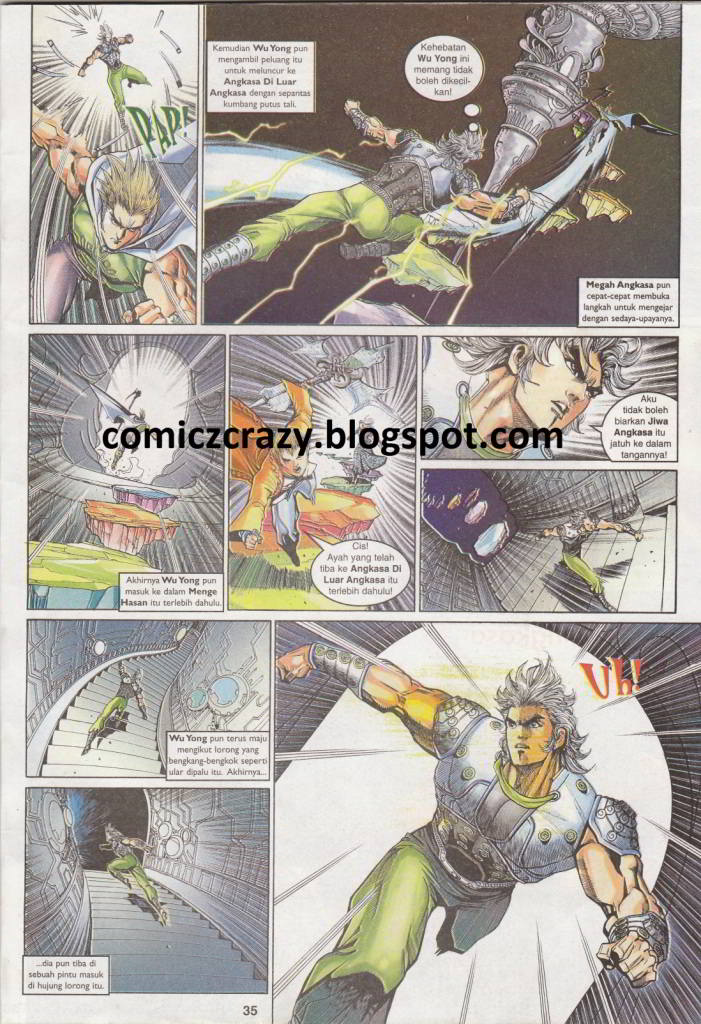 PAP!
Kemudian Wu Yong pun
mengambil peluang itu
untuk meluncur ke
Angkasa Di Luar
Angkasa dengan sepantas
kumbang putus tali.
Kehebatan
Wu Yong ini
memang tidak
boleh dikecil-
kan!
Megah Angkasa pun
cepat-cepat membuka
langkah untuk mengejar
dengan sedaya-upayanya.
Akhirnya Wu Yong pun
masuk ke dalam Menge
Hasan itu terlebih dahulu.
Cis!
Ayah yang telah
tiba ke Angkasa Di
Luar Angkasa itu
terlebih dahulu!
Aku
tidak boleh
biarkan Jiwa
Angkasa itu
jatuh ke dalam
tangannya!
comiczcrazy.blogspot.com
Wu Yong pun terus maju
mengikut lorong yang
bengkang-bengkok seperti
ular dipalu itu. Akhirnya...
...dia pun tiba di
sebuah pintu masuk
di hujung lorong itu.
Uh!
35